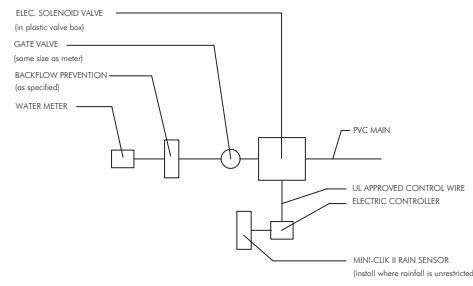 ELEC. SOLENOID VALVE
(in plastic valve box)
GATE VALVE
(same size as meter)
BACKFLOW PREVENTION
(as specified)
WATER METER
PVC MAIN
UL APPROVED CONTROL WIRE
ELECTRIC CONTROLLER
MINI-CLIK II RAIN SENSOR
(install where rainfall is unrestricted